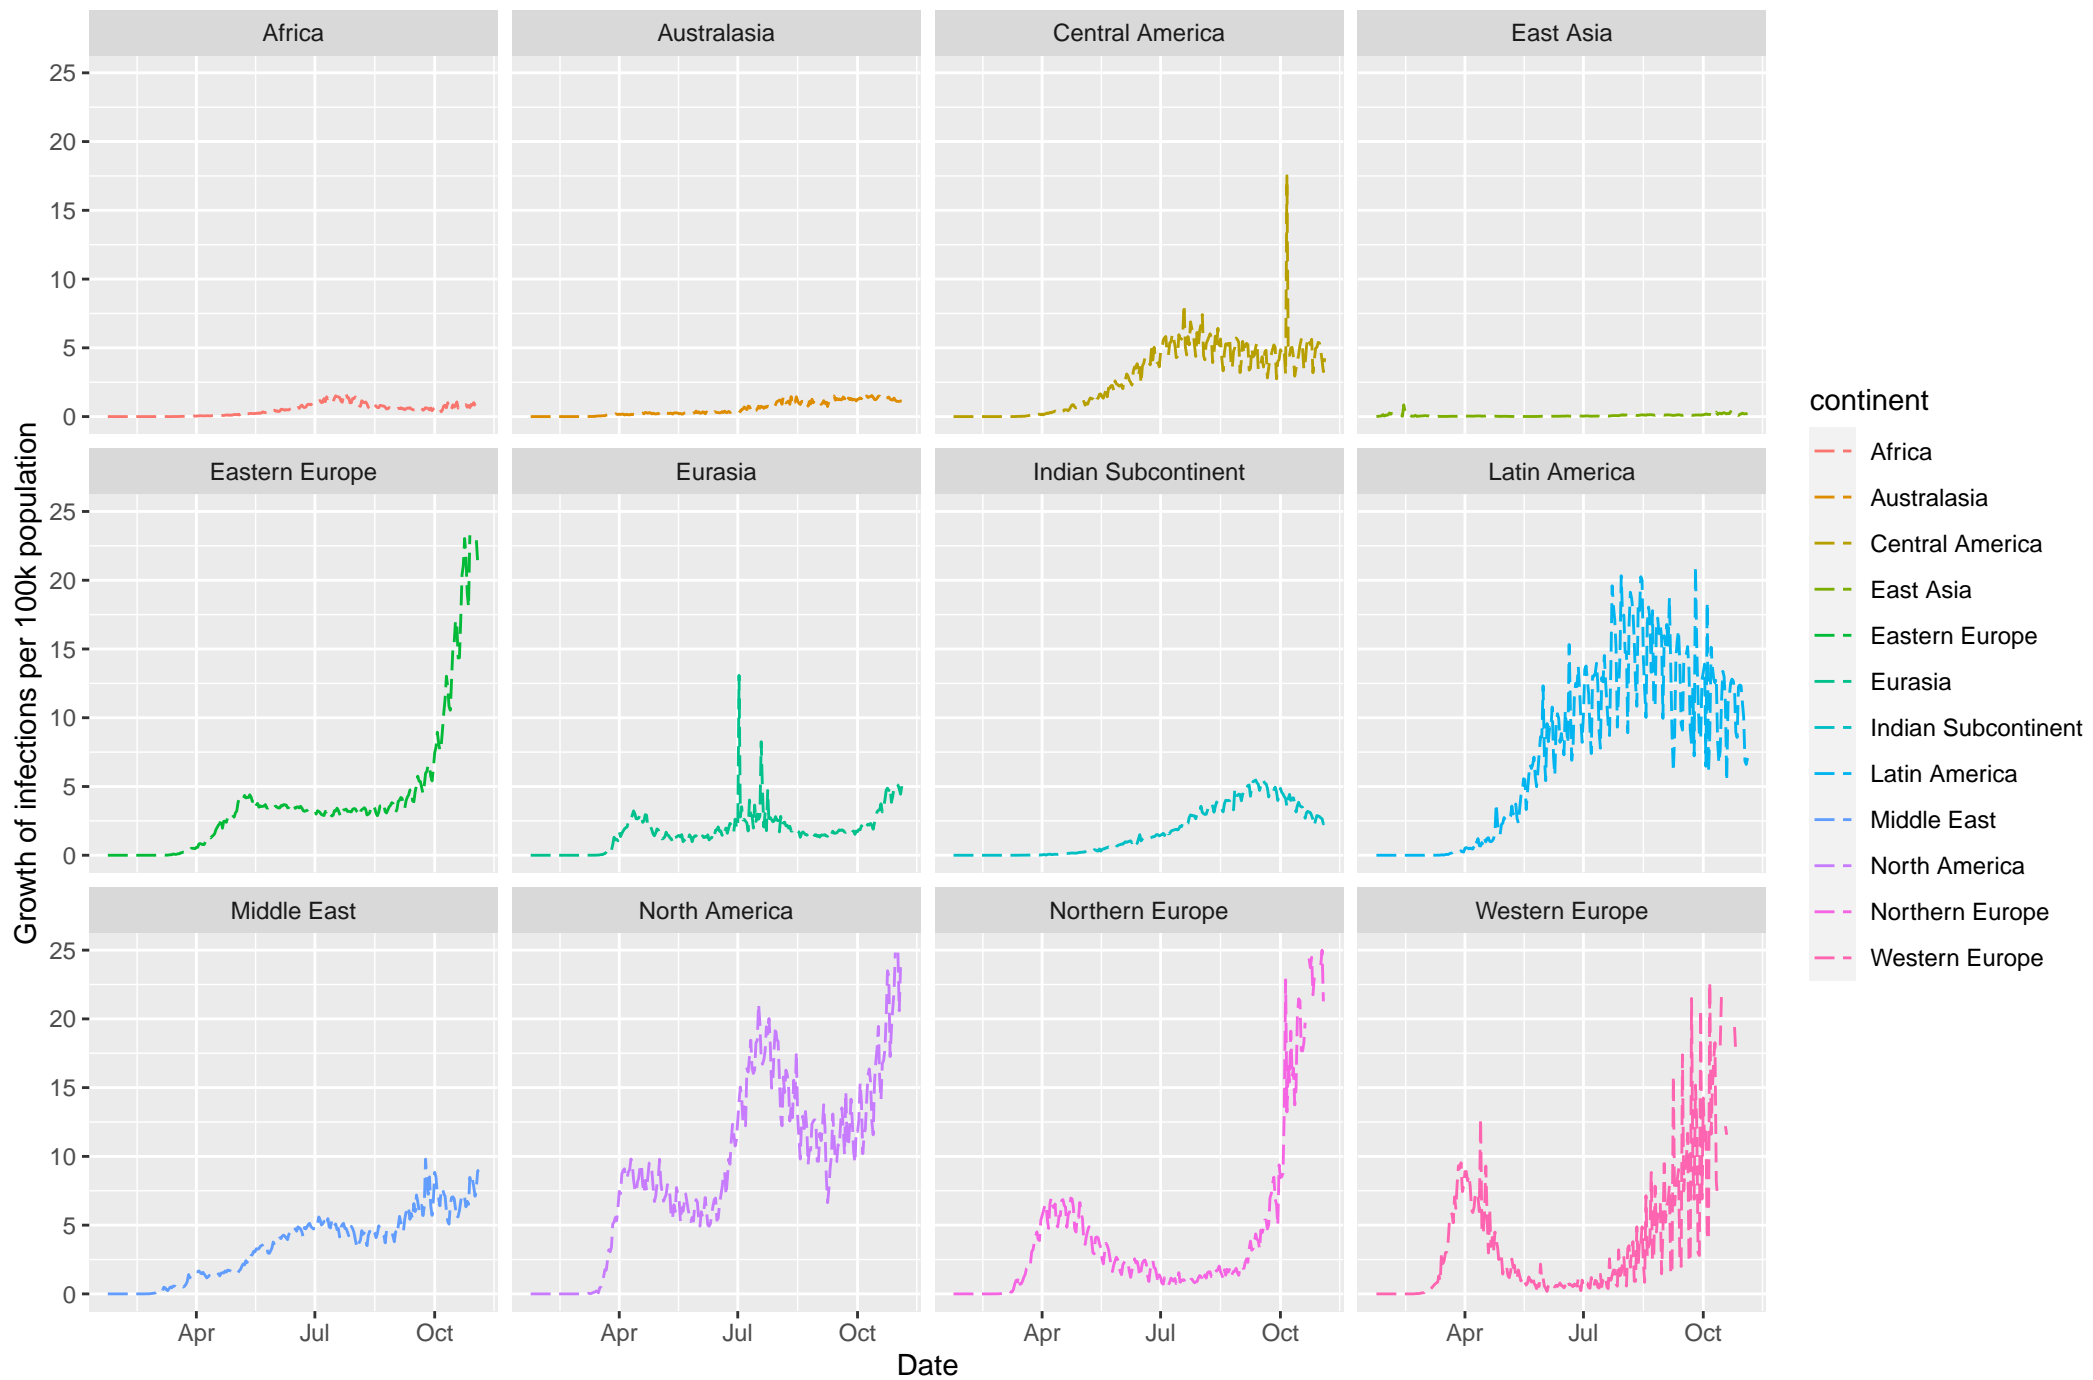 Africa
Australasia
Central America
East Asia
25
20
15
10
5
0
Eastern Europe
Eurasia
Indian Subcontinent
Latin America
25
20
15
10
5
0
Middle East
North America
Northern Europe
Western Europe
25
20
15
10
5
0
Apr Jul Oct
Apr Jul Oct
Apr Jul Oct
Apr Jul Oct
Date
Growth of infections per 100k population
continent
Africa
Australasia
Central America
East Asia
Eastern Europe
Eurasia
Indian Subcontinent
Latin America
Middle East
North America
Northern Europe
Western Europe